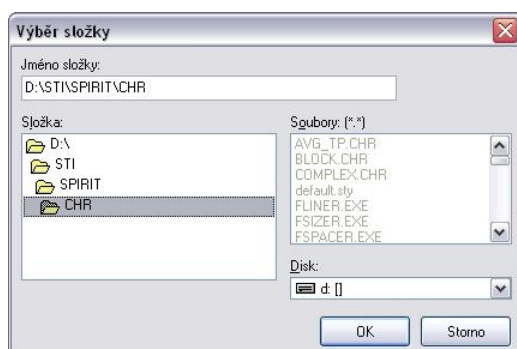 Výběr složky
Jméno složky:
D:\STI\SPIRIT\CHR
Složka:
D:\
STI
SPIRIT
CHR
Soubory: (*.*)
AVG_TP.CHR
BLOCK.CHR
COMPLEX.CHR
default.sty
FLINER.EXE
FSIZER.EXE
FSPACER.EXE
Disk:
d: []
OK
Storno